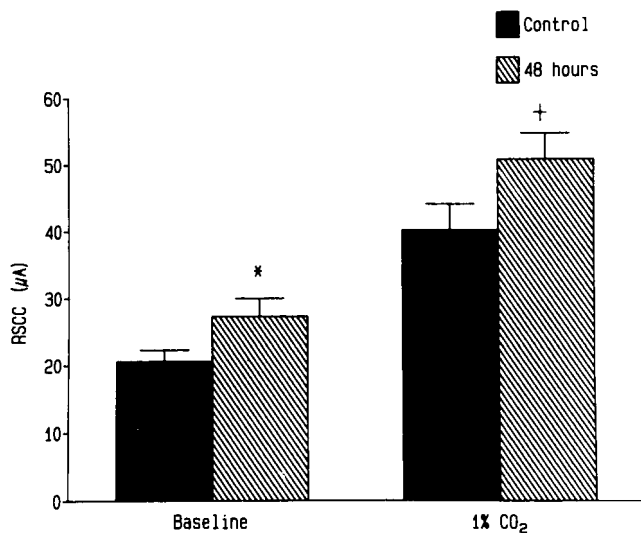 Control
48 hours
60
50
40
30
20
10
0
RSCC (µA)
*
+
Baseline
1% CO₂